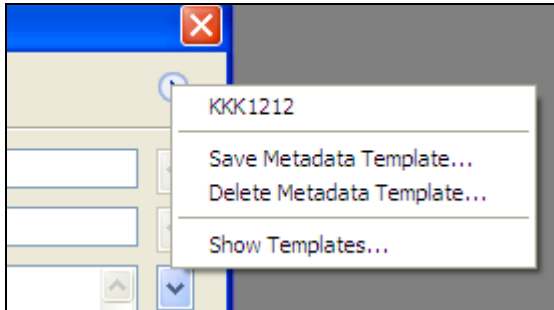 KKK1212
Save Metadata Template...
Delete Metadata Template...
Show Templates...